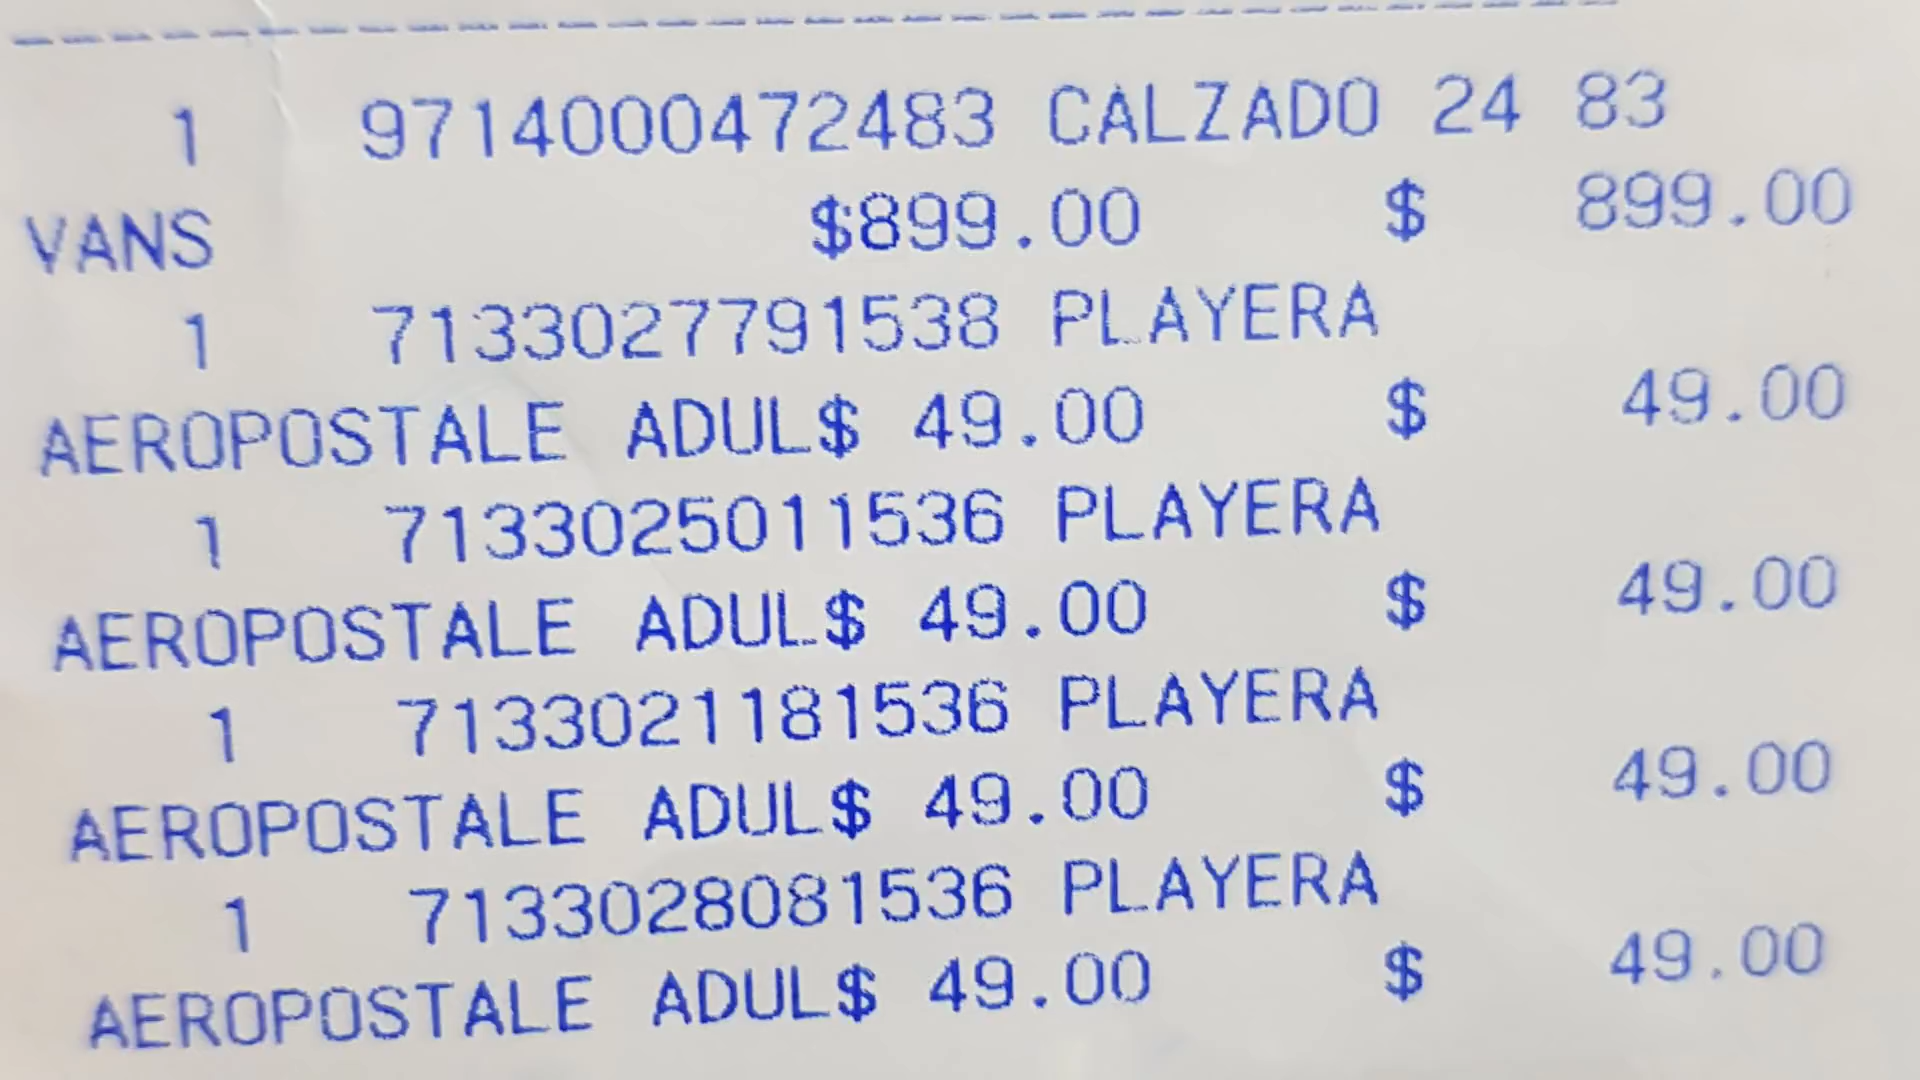 1 9714000472483 CALZADO 24 83
VANS $899.00 $ 899.00
1 7133027791538 PLAYERA
AEROPOSTALE ADUL$ 49.00 $ 49.00
1 7133025011536 PLAYERA
AEROPOSTALE ADUL$ 49.00 $ 49.00
1 7133021181536 PLAYERA
AEROPOSTALE ADUL$ 49.00 $ 49.00
1 7133028081536 PLAYERA
AEROPOSTALE ADUL$ 49.00 $ 49.00